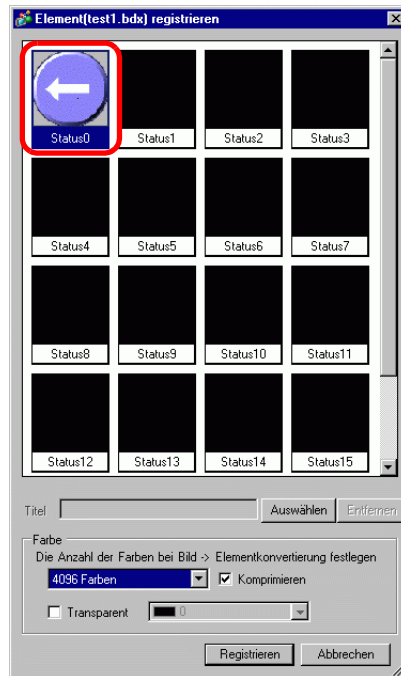 Element(test1.bdx) registrieren
Status0 Status1 Status2 Status3
Status4 Status5 Status6 Status7
Status8 Status9 Status10 Status11
Status12 Status13 Status14 Status15
Titel Auswählen Entfernen
Farbe
Die Anzahl der Farben bei Bild -> Elementkonvertierung festlegen
4096 Farben Komprimieren
Transparent 0
Registrieren Abbrechen